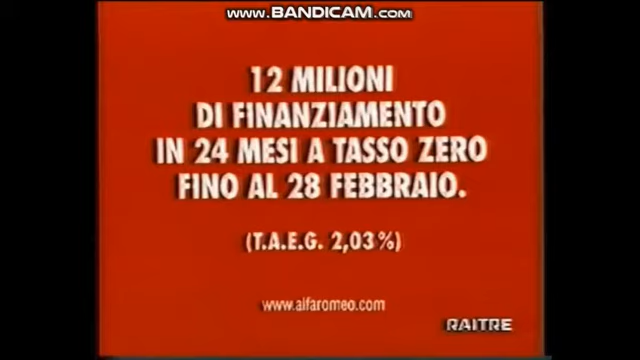 www.BANDICAM.com
12 MILIONI
DI FINANZIAMENTO
IN 24 MESI A TASSO ZERO
FINO AL 28 FEBBRAIO.
(T.A.E.G. 2,03%)
www.alfaromeo.com
RAITRE